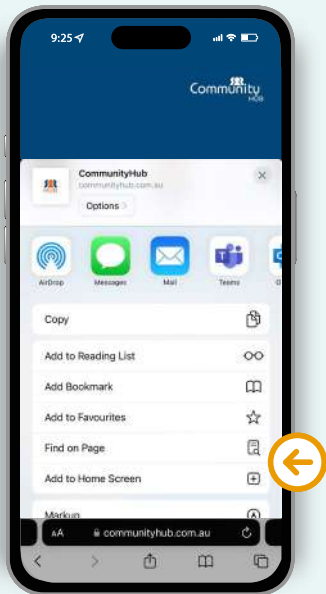 9:25
Community
HUB
CommunityHub
communityhub.com.au
Options
AirDrop
Messages
Mail
Teams
O
Copy
Add to Reading List
Add Bookmark
Add to Favourites
Find on Page
Add to Home Screen
Markup
AA
communityhub.com.au